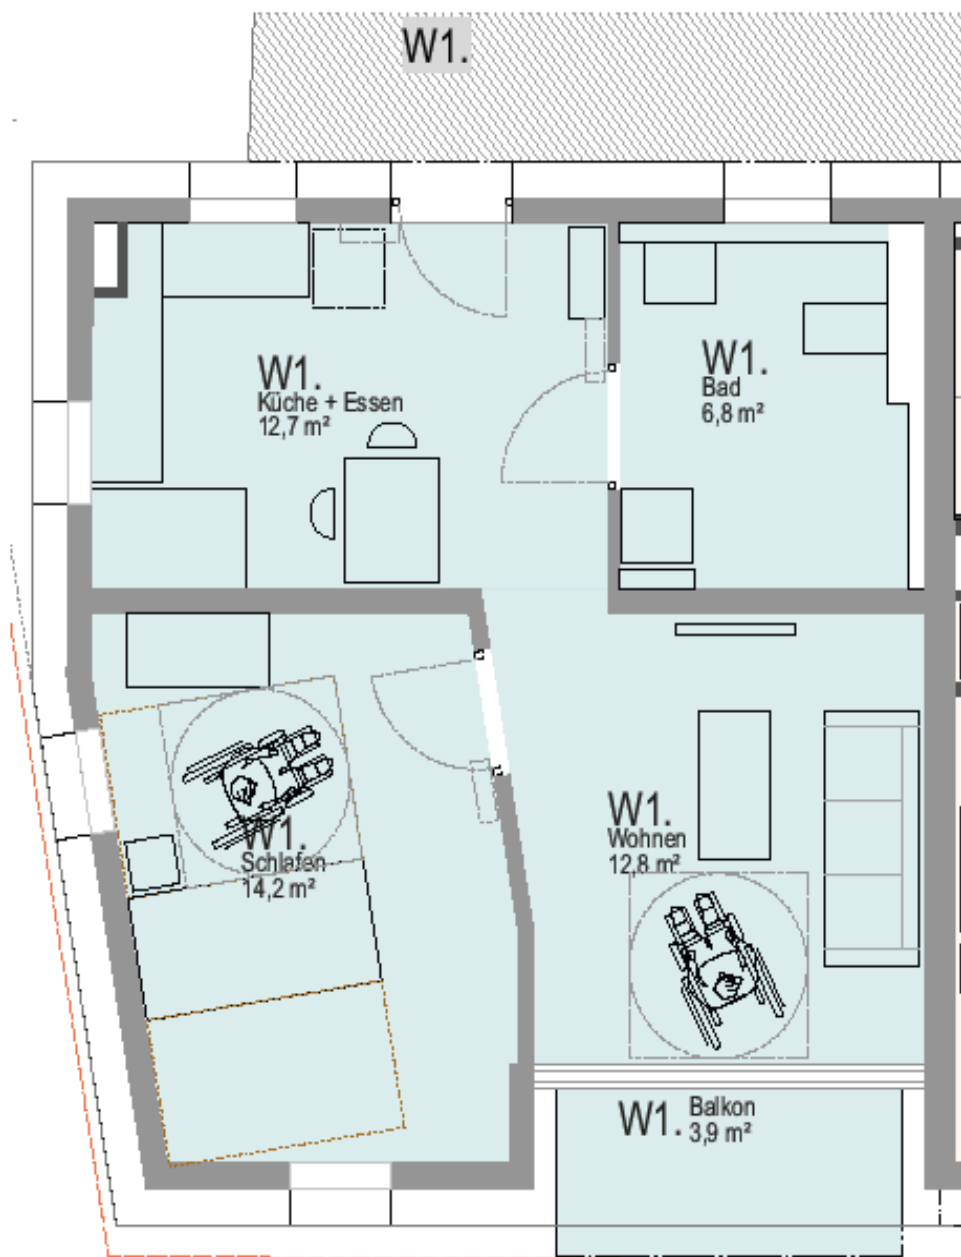 W1.
W1.
Küche + Essen
12,7 m²
W1.
Bad
6,8 m²
W1.
Schlafen
14,2 m²
W1.
Wohnen
12,8 m²
W1.
Balkon
3,9 m²